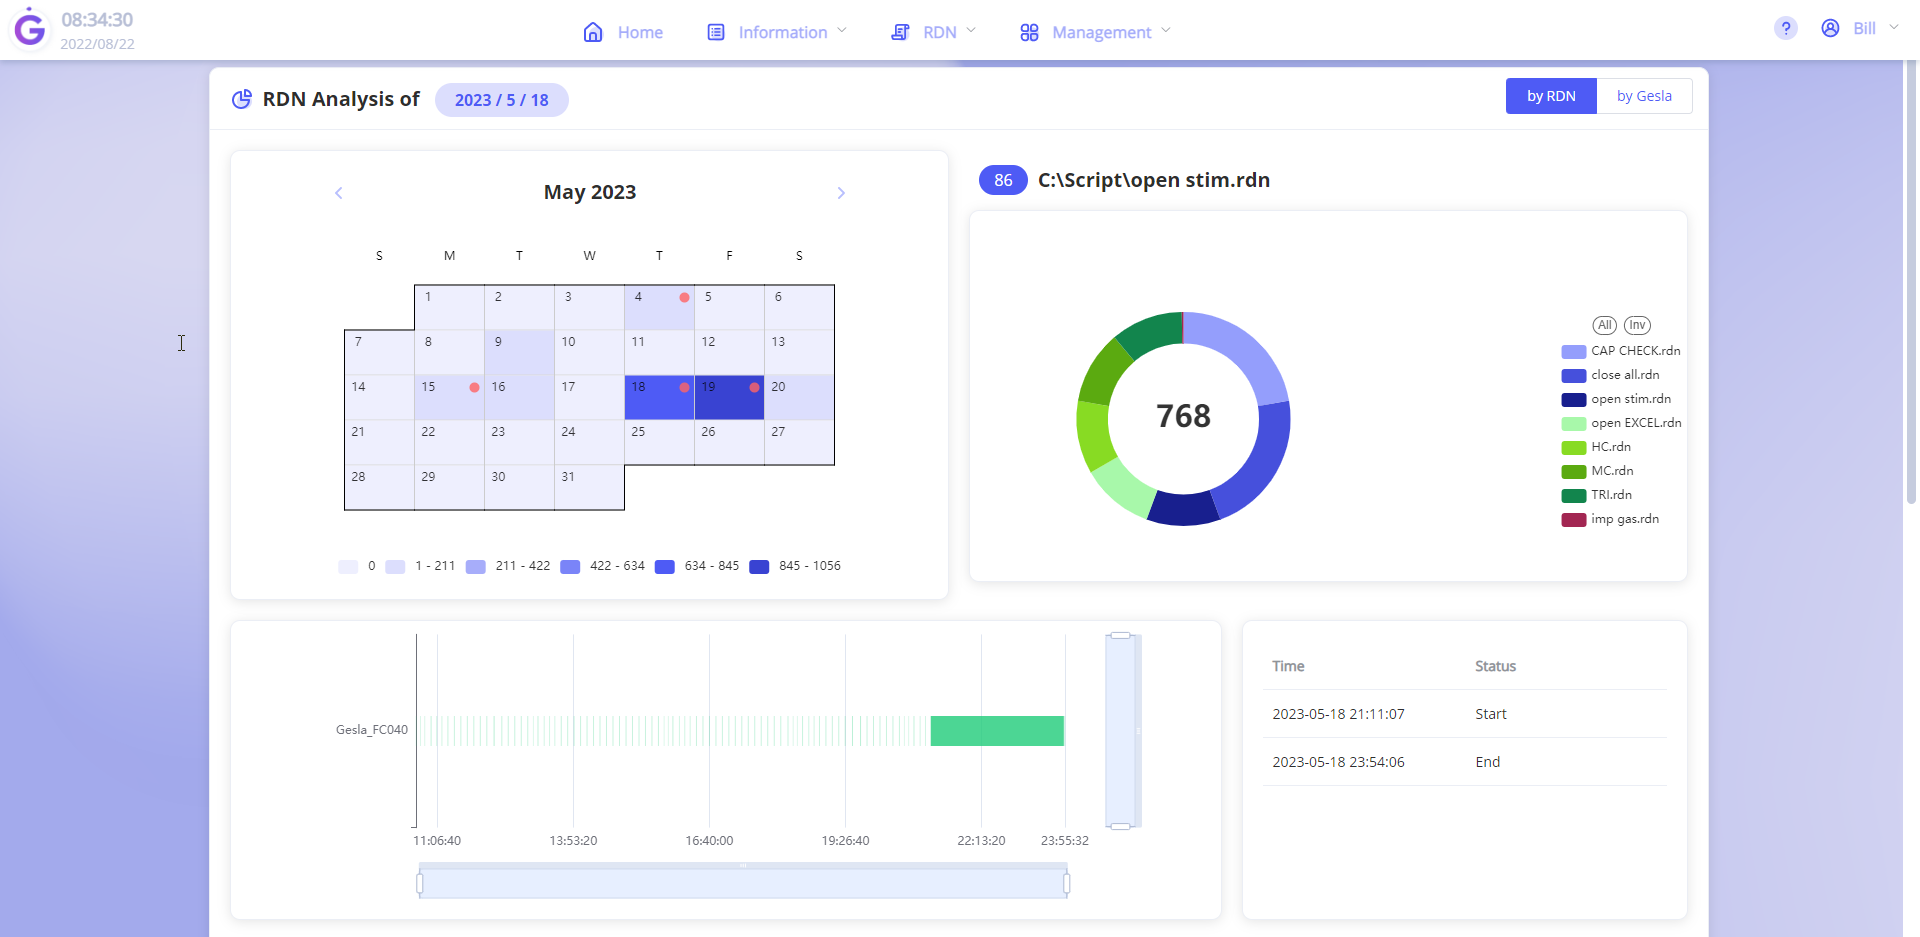 08:34:30
2022/08/22
Home
Information
RDN
Management
?
Bill
RDN Analysis of
2023 / 5 / 18
by RDN
by Gesla
May 2023
S M T W T F S
1 2 3 4 5 6
7 8 9 10 11 12 13
14 15 16 17 18 19 20
21 22 23 24 25 26 27
28 29 30 31
0 1 - 211 211 - 422 422 - 634 634 - 845 845 - 1056
86 C:\Script\open stim.rdn
768
All Inv
CAP CHECK.rdn
close all.rdn
open stim.rdn
open EXCEL.rdn
HC.rdn
MC.rdn
TRI.rdn
imp gas.rdn
Gesla_FC040
11:06:40 13:53:20 16:40:00 19:26:40 22:13:20 23:55:32
Time Status
2023-05-18 21:11:07 Start
2023-05-18 23:54:06 End